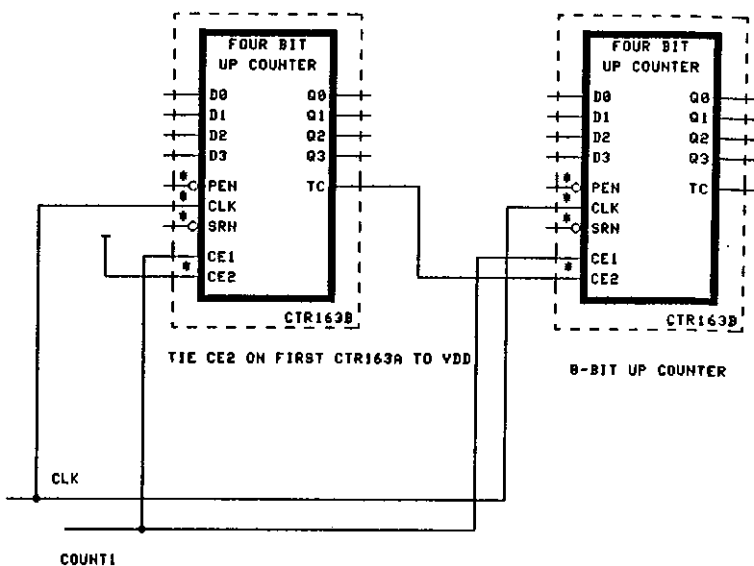 FOUR BIT
UP COUNTER
D0 Q0
D1 Q1
D2 Q2
D3 Q3
* PEN TC
* CLK
* SRN
CE1
* CE2
CTR163B
TIE CE2 ON FIRST CTR163A TO VDD
FOUR BIT
UP COUNTER
D0 Q0
D1 Q1
D2 Q2
D3 Q3
* PEN TC
* CLK
* SRN
CE1
* CE2
CTR163B
8-BIT UP COUNTER
CLK
COUNT1